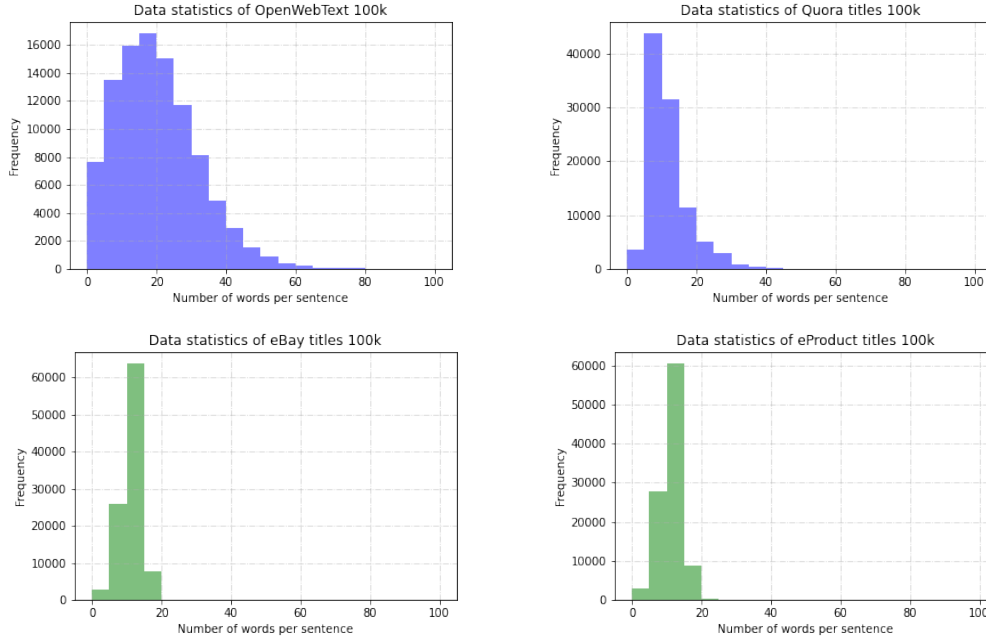 Data statistics of OpenWebText 100k
16000
14000
12000
10000
8000
6000
4000
2000
0
Frequency
0 20 40 60 80 100
Number of words per sentence
Data statistics of Quora titles 100k
40000
30000
20000
10000
0
Frequency
0 20 40 60 80 100
Number of words per sentence
Data statistics of eBay titles 100k
60000
50000
40000
30000
20000
10000
0
Frequency
0 20 40 60 80 100
Number of words per sentence
Data statistics of eProduct titles 100k
60000
50000
40000
30000
20000
10000
0
Frequency
0 20 40 60 80 100
Number of words per sentence